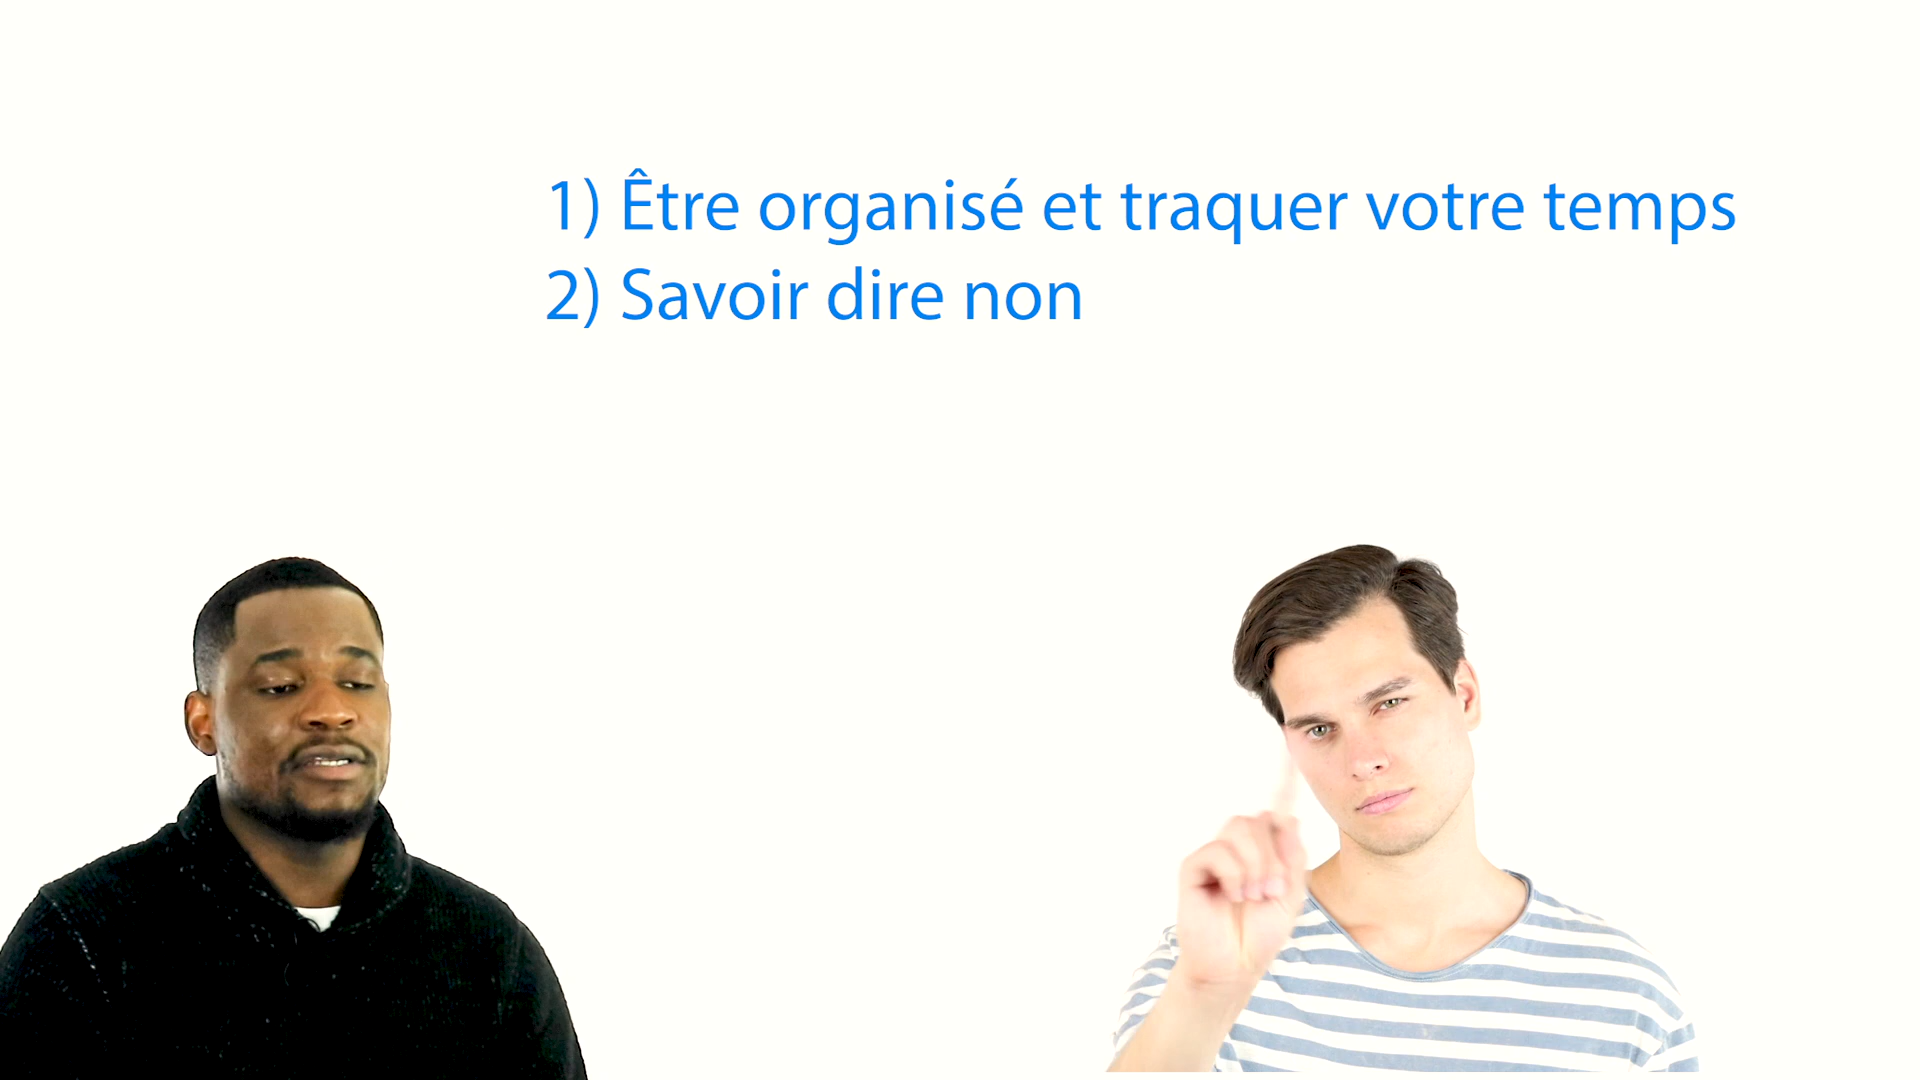 1) Être organisé et traquer votre temps
2) Savoir dire non